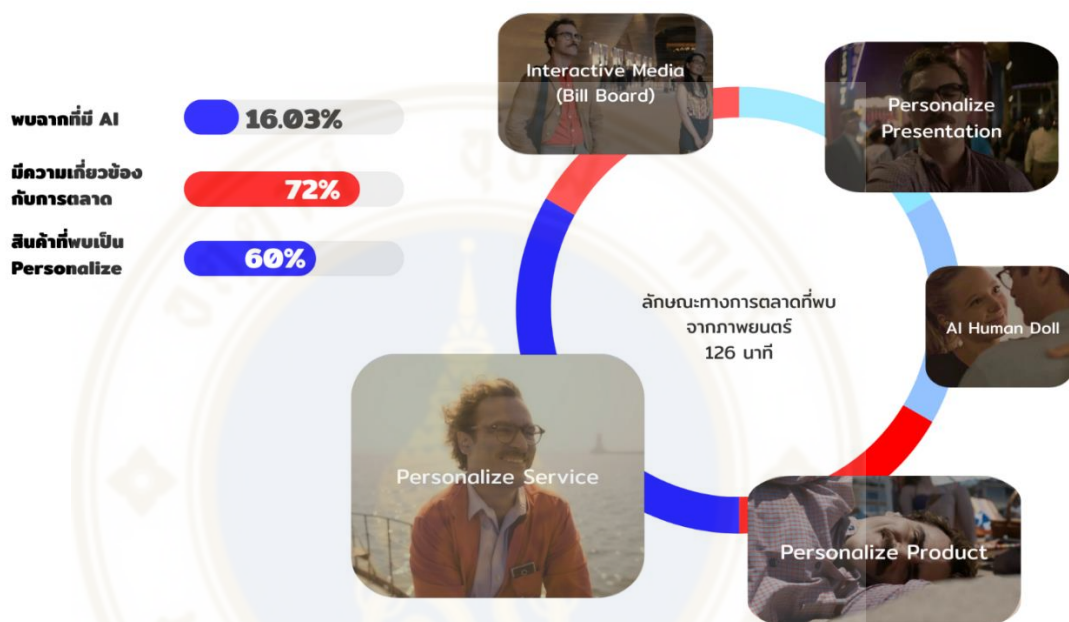 พบฉากที่มี AI
16.03%
มีความเกี่ยวข้อง
กับการตลาด
72%
สินค้าที่พบเป็น
Personalize
60%
Interactive Media
(Bill Board)
Personalize
Presentation
AI Human Doll
ลักษณะทางการตลาดที่พบ
จากภาพยนตร์
126 นาที
Personalize Service
Personalize Product